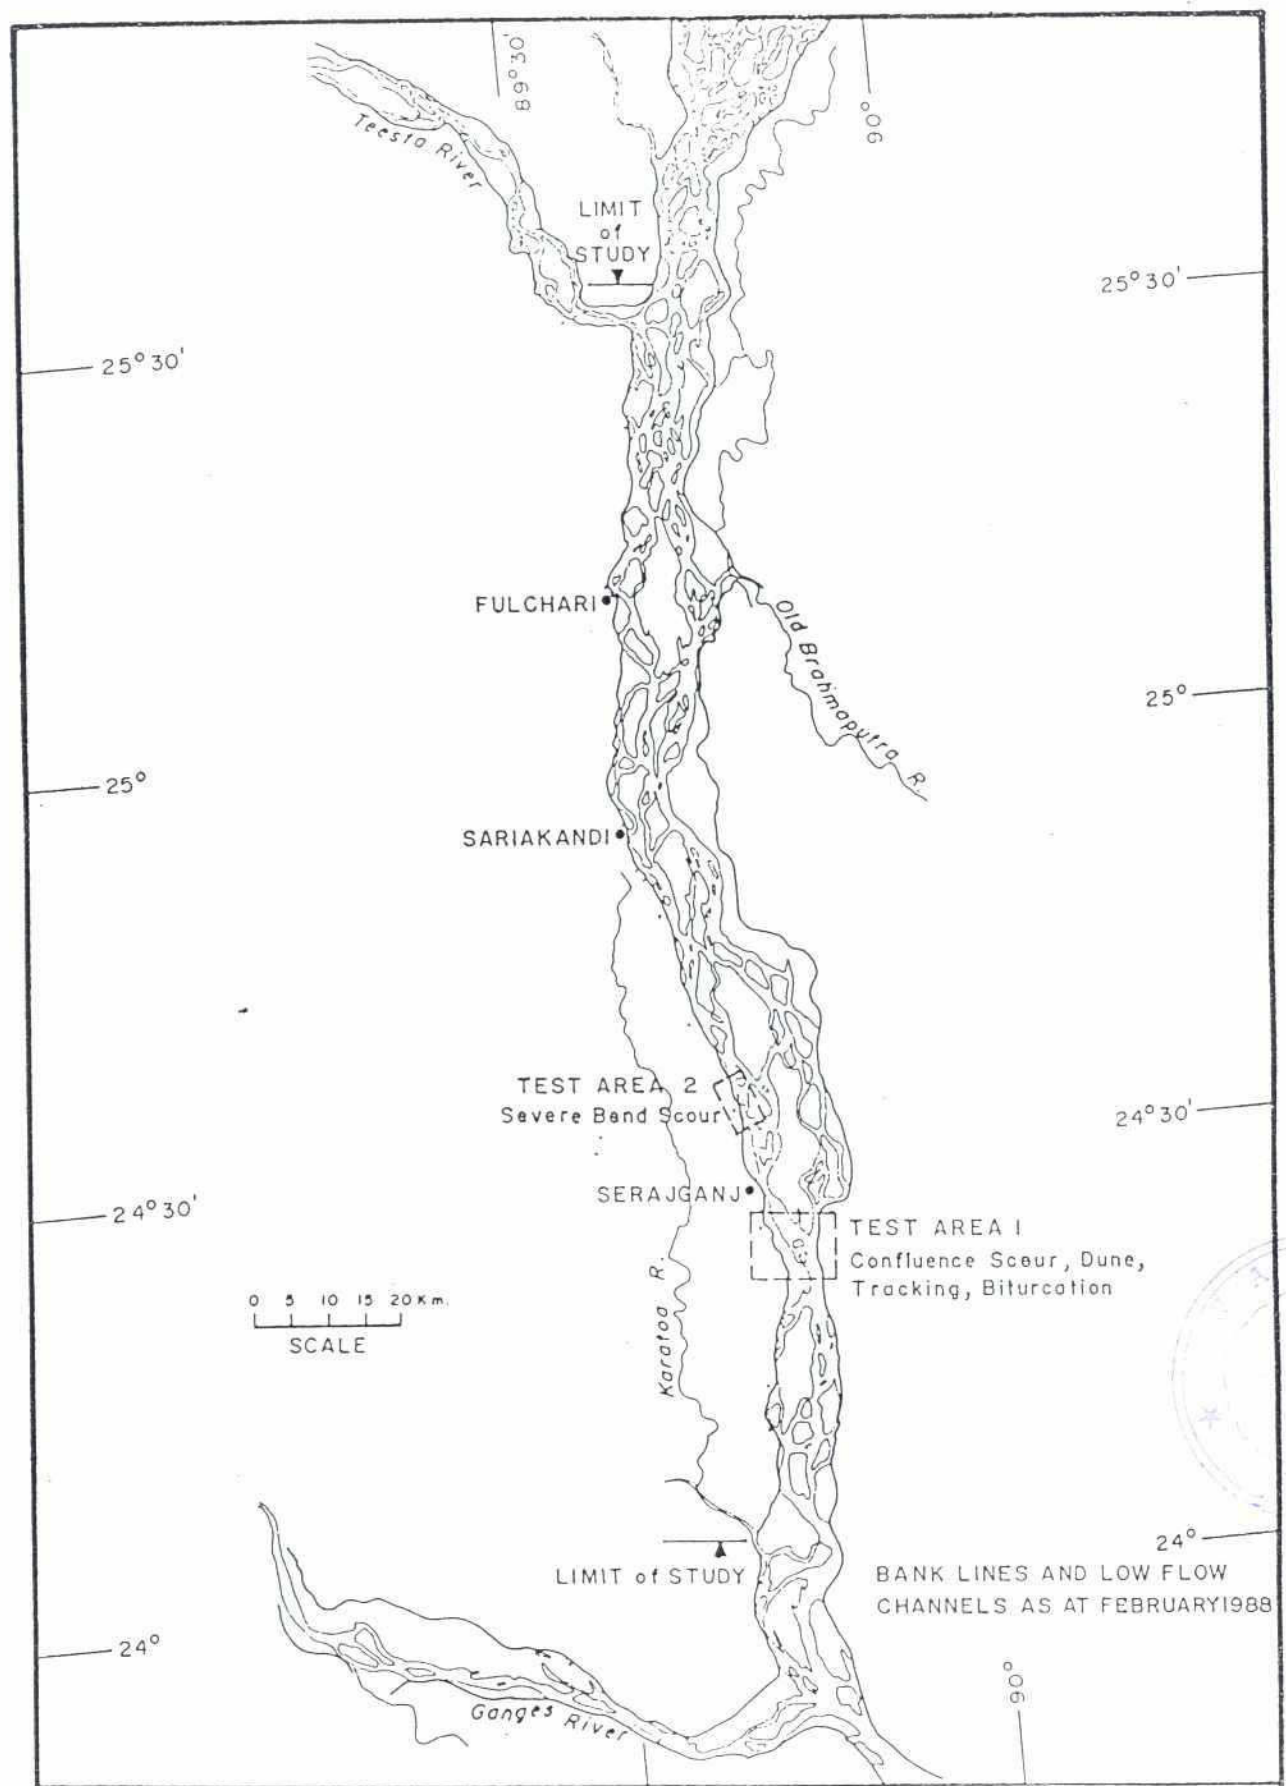 89°30'
90°
Teesta River
LIMIT
of
STUDY
25°30'
25°30'
FULCHARI
Old Brahmaputra R.
25°
25°
SARIAKANDI
TEST AREA 2
Severe Bend Scour
24°30'
SERAJGANJ
24°30'
TEST AREA 1
Confluence Scour, Dune,
Tracking, Biturcation
Karatoa R.
0 5 10 15 20 Km.
SCALE
24°
LIMIT of STUDY
BANK LINES AND LOW FLOW
CHANNELS AS AT FEBRUARY 1988
24°
Ganges River
90°